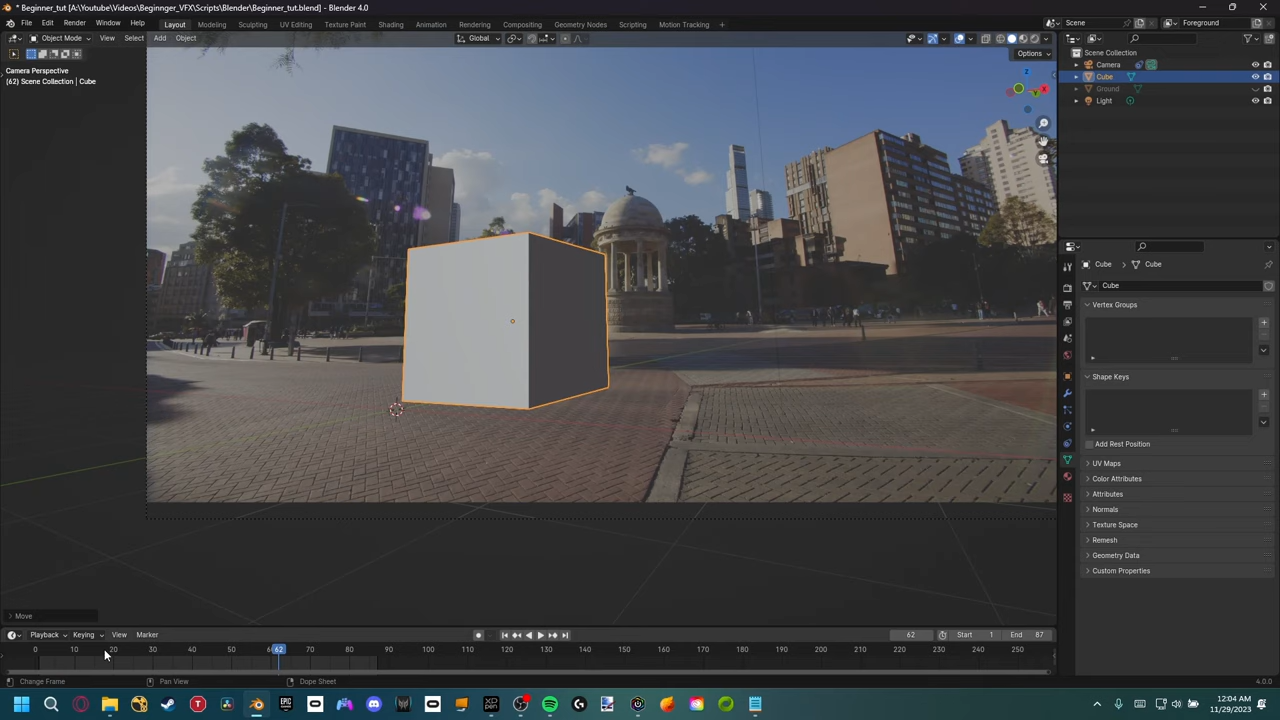 * Beginner_tut [A:\Youtube\Videos\Beginnger_VFX\Scripts\Blender\Beginner_tut.blend] - Blender 4.0
File Edit Render Window Help
Layout Modeling Sculpting UV Editing Texture Paint Shading Animation Rendering Compositing Geometry Nodes Scripting Motion Tracking +
Scene
Foreground
Object Mode View Select Add Object
Global
Options
Camera Perspective
(62) Scene Collection | Cube
Z
X
Y
Scene Collection
Camera
Cube
Ground
Light
Cube > Cube
Cube
Vertex Groups
Shape Keys
Add Rest Position
UV Maps
Color Attributes
Attributes
Normals
Texture Space
Remesh
Geometry Data
Custom Properties
Move
Playback Keying View Marker
62 Start 1 End 87
0 10 20 30 40 50 62 70 80 90 100 110 120 130 140 150 160 170 180 190 200 210 220 230 240 250
Change Frame Pan View Dope Sheet
4.0.0
12:04 AM
11/29/2023